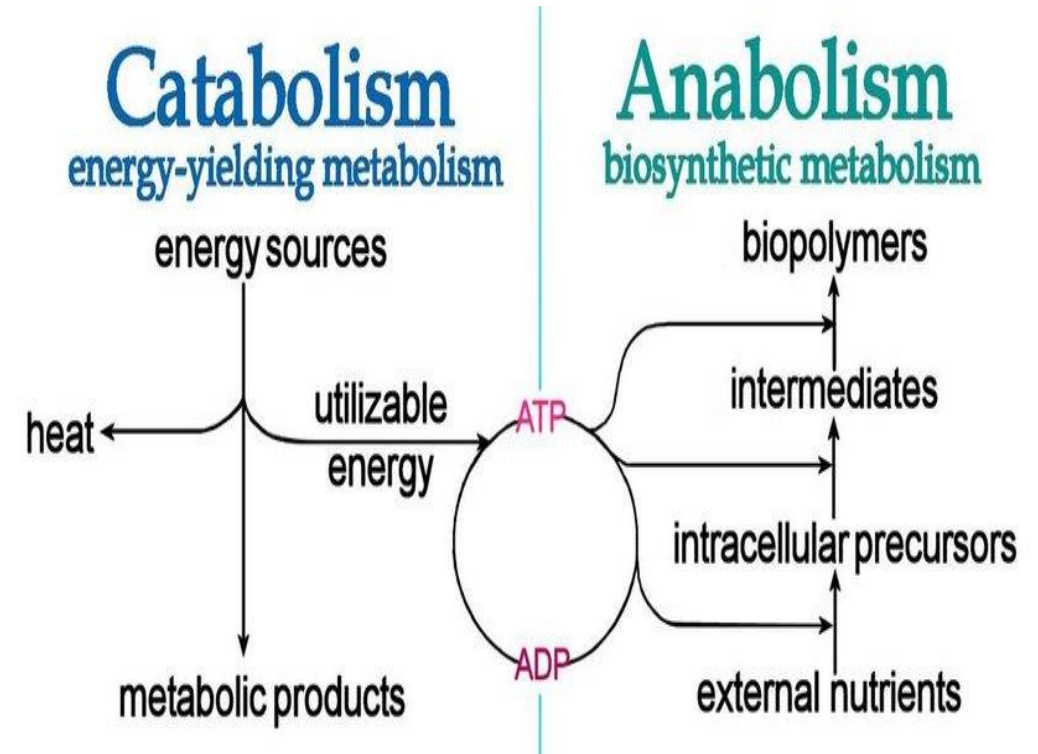 Catabolism
energy-yielding metabolism
energy sources
heat
utilizable
energy
metabolic products
ATP
ADP
Anabolism
biosynthetic metabolism
biopolymers
intermediates
intracellular precursors
external nutrients